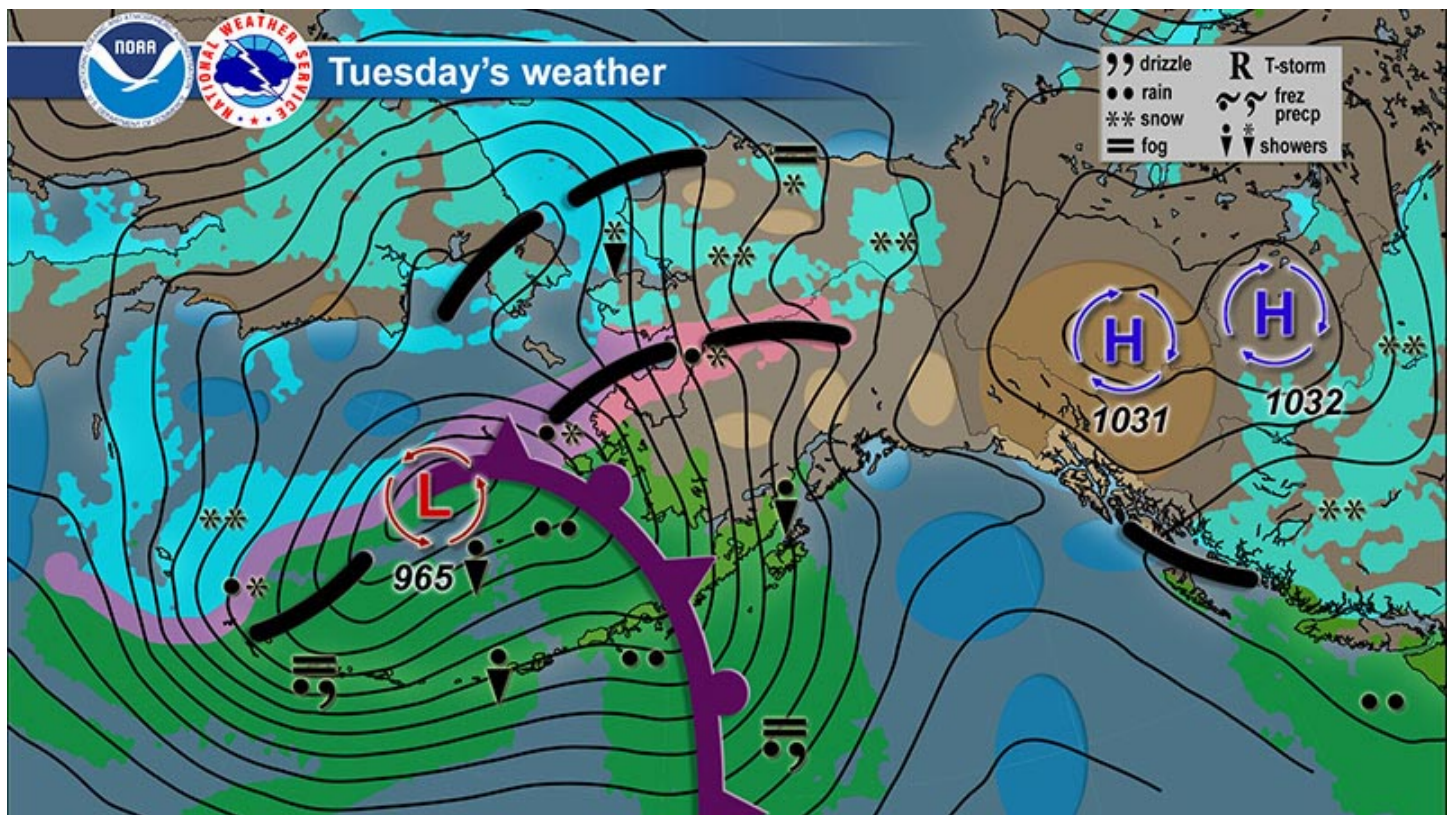 NOAA
NATIONAL WEATHER SERVICE
Tuesday's weather
drizzle
R T-storm
rain
frez
precp
snow
fog
showers
H
H
1031
1032
L
965